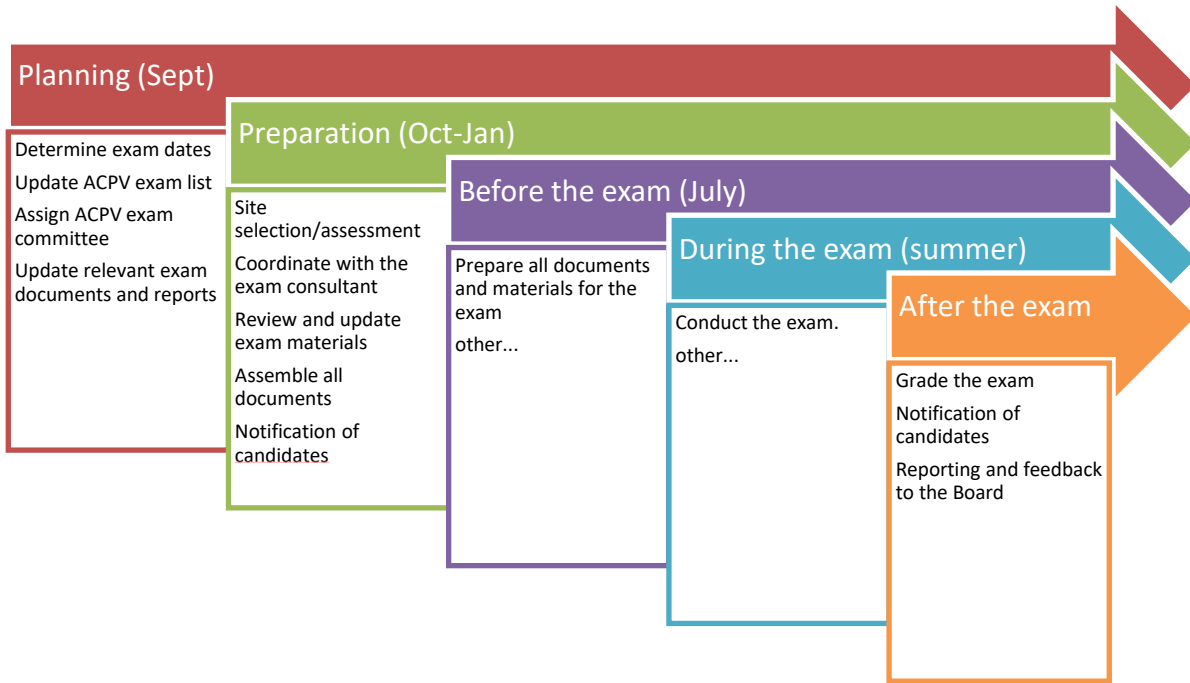 Planning (Sept)
Determine exam dates
Update ACPV exam list
Assign ACPV exam
committee
Update relevant exam
documents and reports
Preparation (Oct-Jan)
Site
selection/assessment
Coordinate with the
exam consultant
Review and update
exam materials
Assemble all
documents
Notification of
candidates
Before the exam (July)
Prepare all documents
and materials for the
exam
other...
During the exam (summer)
Conduct the exam.
other...
After the exam
Grade the exam
Notification of
candidates
Reporting and feedback
to the Board